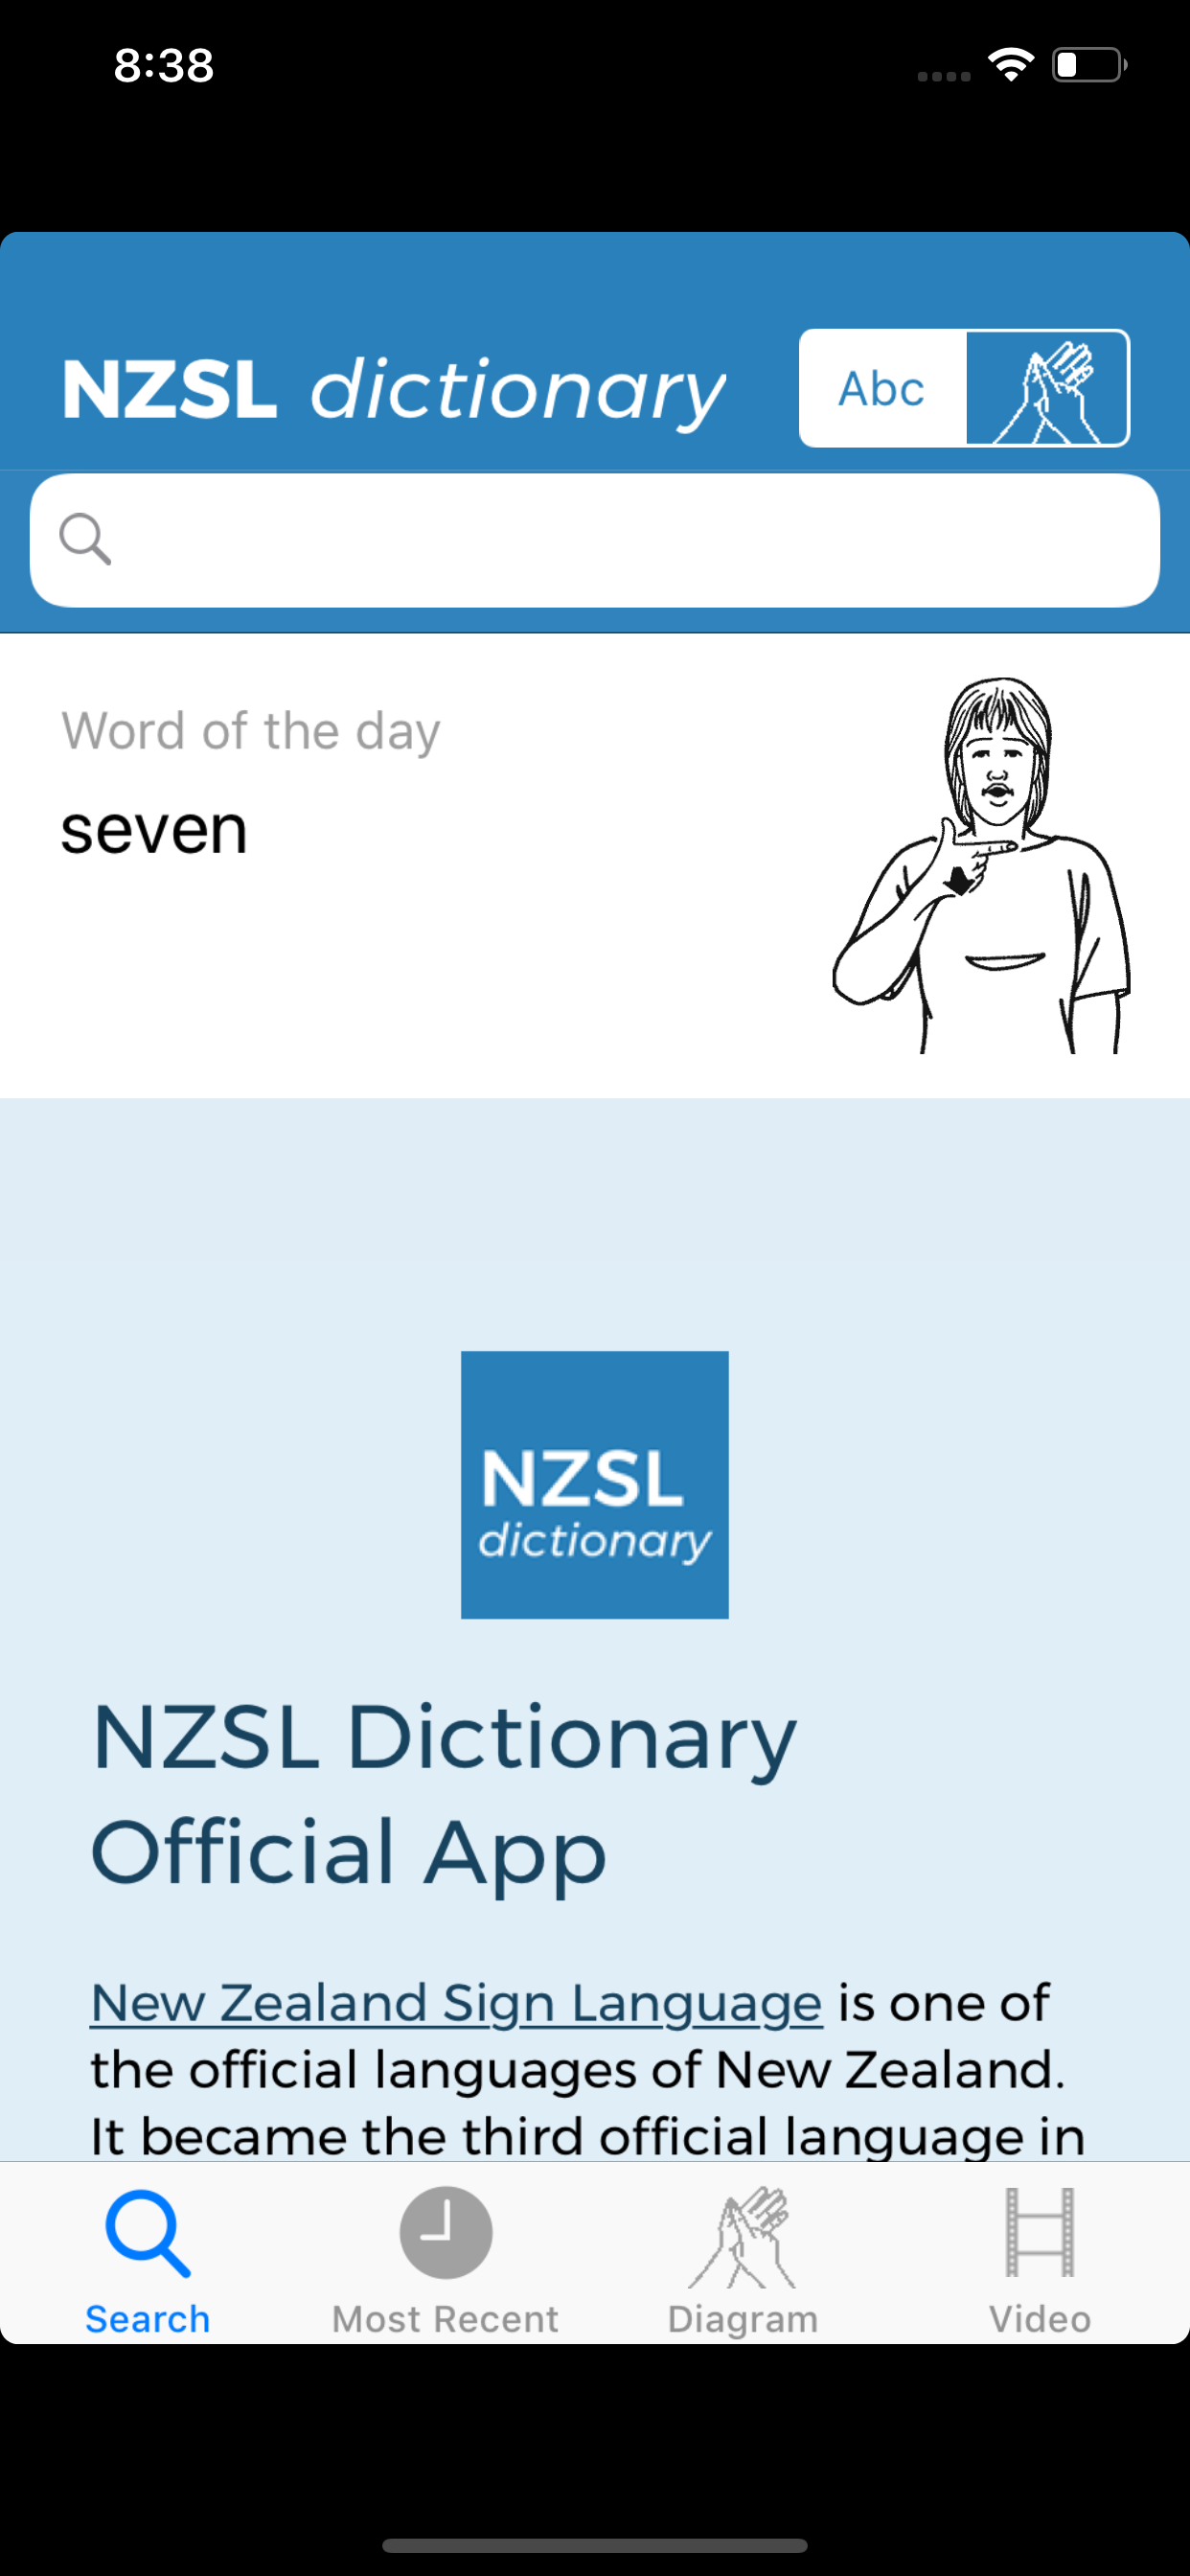 8:38
NZSL dictionary
Abc
Word of the day
seven
NZSL
dictionary
NZSL Dictionary
Official App
New Zealand Sign Language is one of
the official languages of New Zealand.
It became the third official language in
Search
Most Recent
Diagram
Video